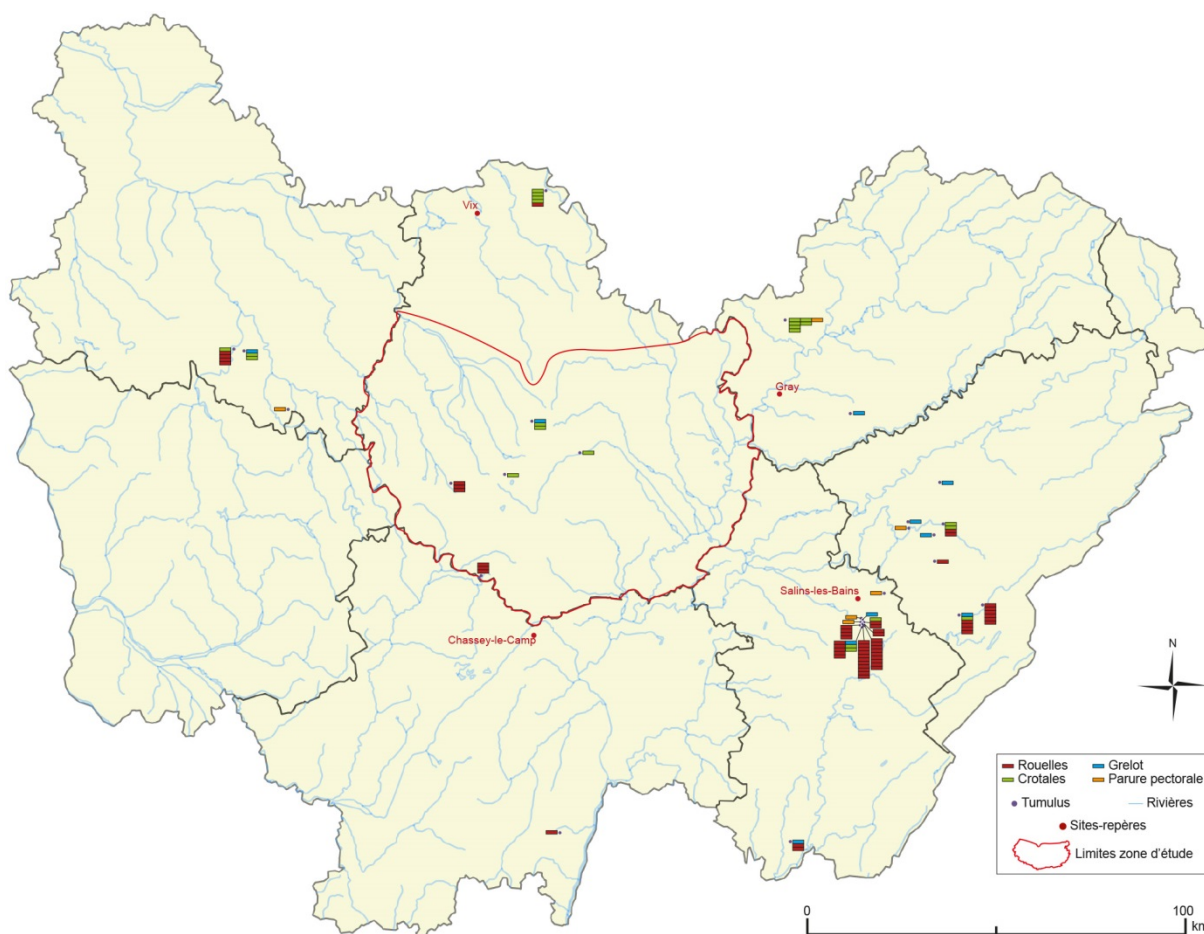 Vix
Gray
Salins-les-Bains
Chassey-le-Camp
N
Rouelles
Grelot
Crotales
Parure pectorale
Tumulus
Rivières
Sites-repères
Limites zone d'étude
0
100
km